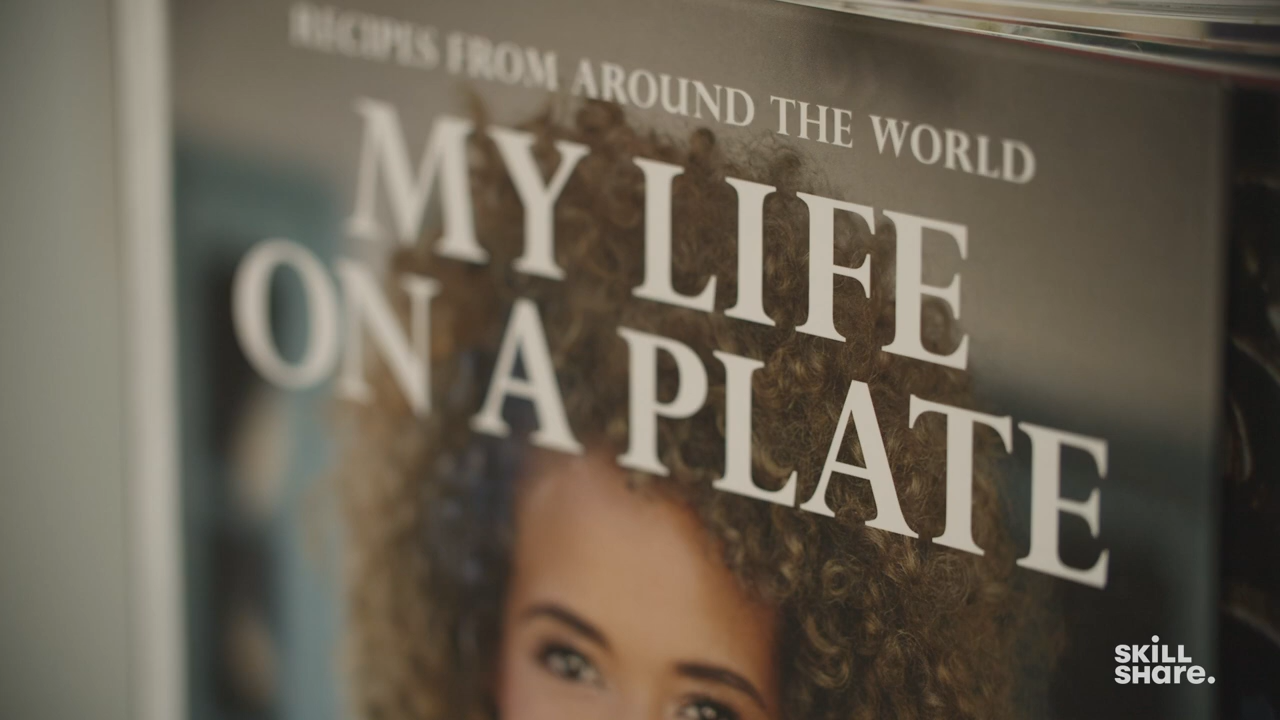 RECIPES FROM AROUND THE WORLD
MY LIFE
ON A PLATE
SKiLL
SHare.